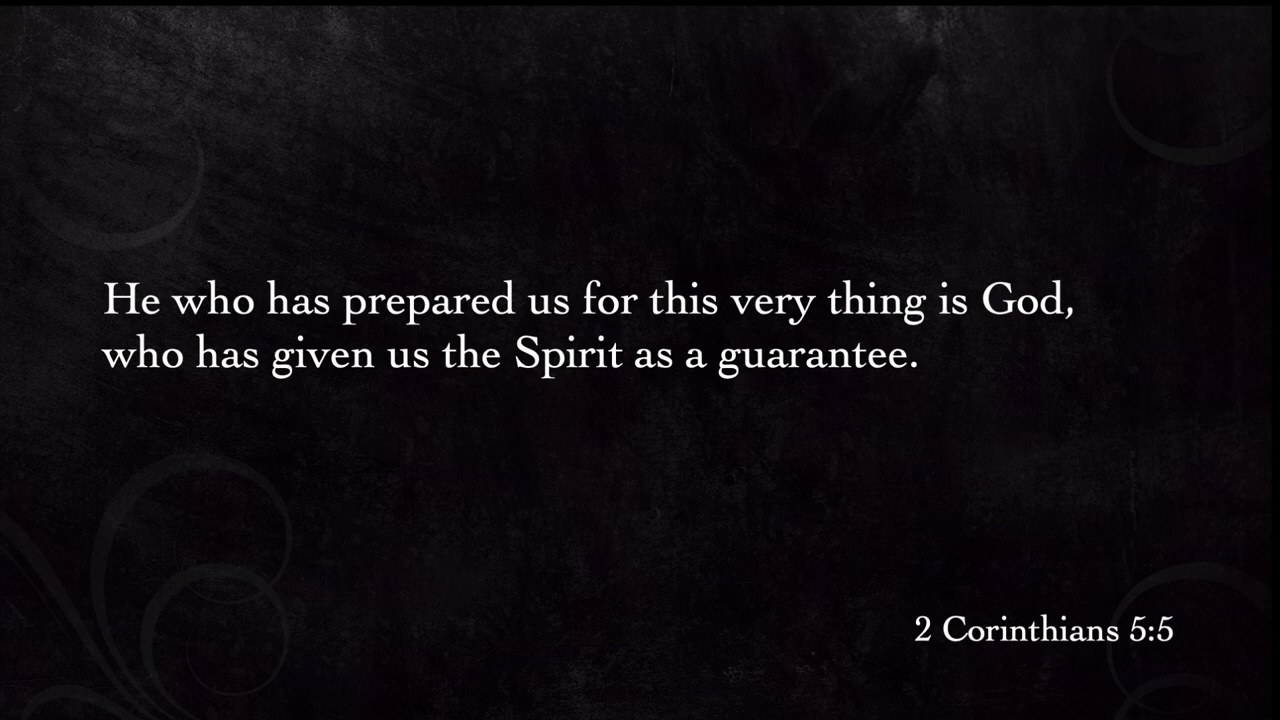 He who has prepared us for this very thing is God,
who has given us the Spirit as a guarantee.
2 Corinthians 5:5